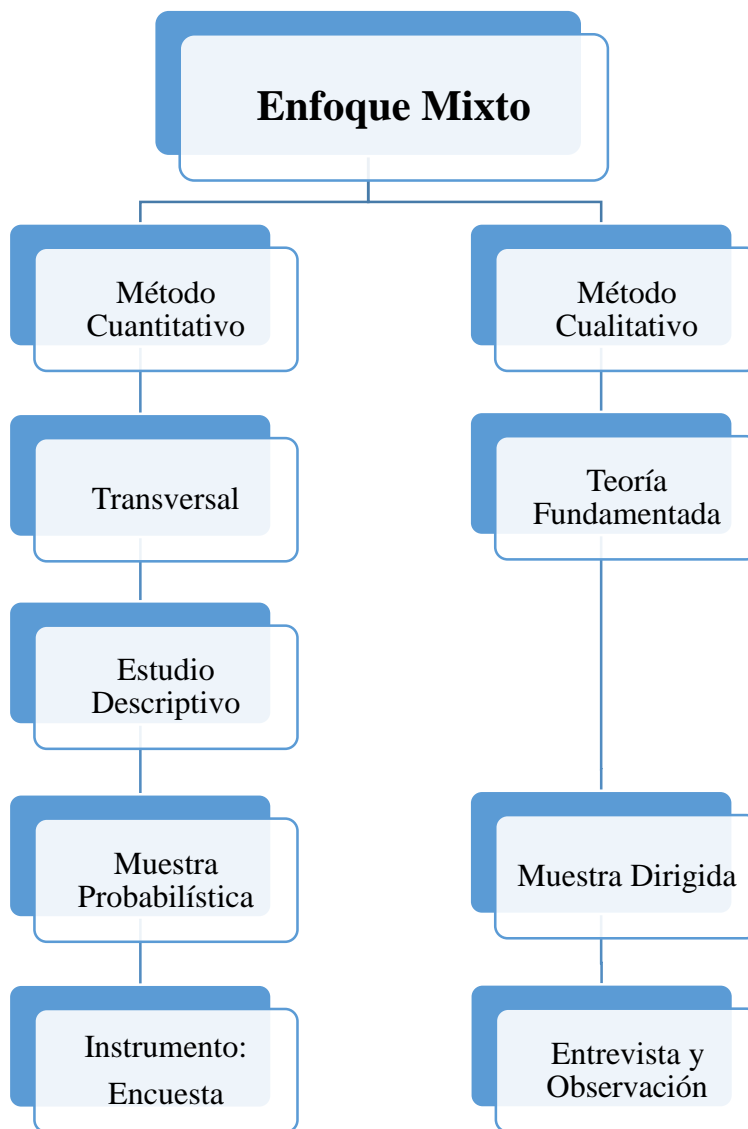 Enfoque Mixto
Método
Cuantitativo
Transversal
Estudio
Descriptivo
Muestra
Probabilística
Instrumento:
Encuesta
Método
Cualitativo
Teoría
Fundamentada
Muestra Dirigida
Entrevista y
Observación